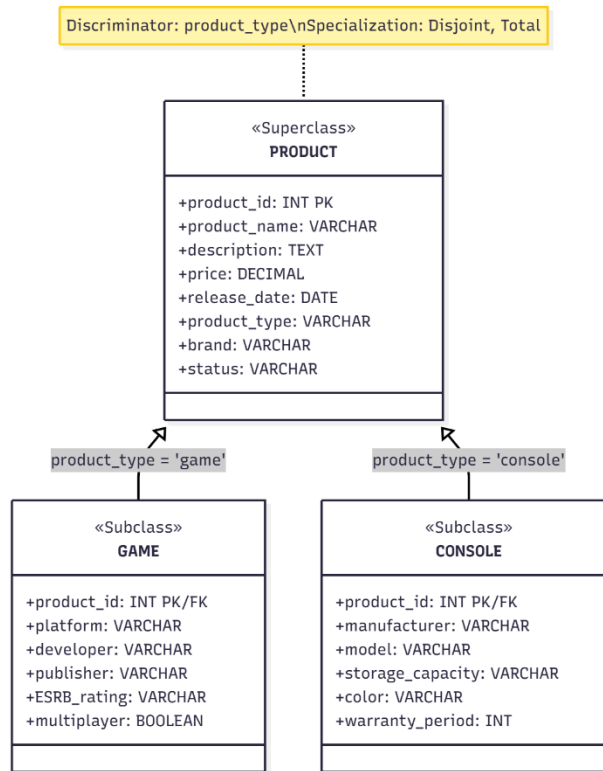 Discriminator: product_type\nSpecialization: Disjoint, Total
«Superclass»
PRODUCT
+product_id: INT PK
+product_name: VARCHAR
+description: TEXT
+price: DECIMAL
+release_date: DATE
+product_type: VARCHAR
+brand: VARCHAR
+status: VARCHAR
product_type = 'game'
product_type = 'console'
«Subclass»
GAME
+product_id: INT PK/FK
+platform: VARCHAR
+developer: VARCHAR
+publisher: VARCHAR
+ESRB_rating: VARCHAR
+multiplayer: BOOLEAN
«Subclass»
CONSOLE
+product_id: INT PK/FK
+manufacturer: VARCHAR
+model: VARCHAR
+storage_capacity: VARCHAR
+color: VARCHAR
+warranty_period: INT